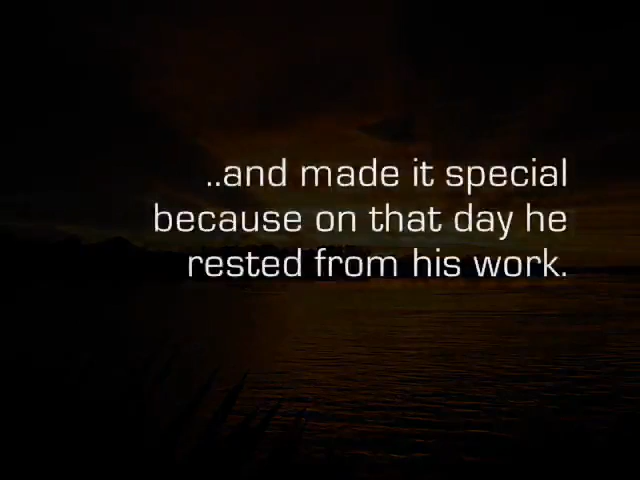 ..and made it special
because on that day he
rested from his work.